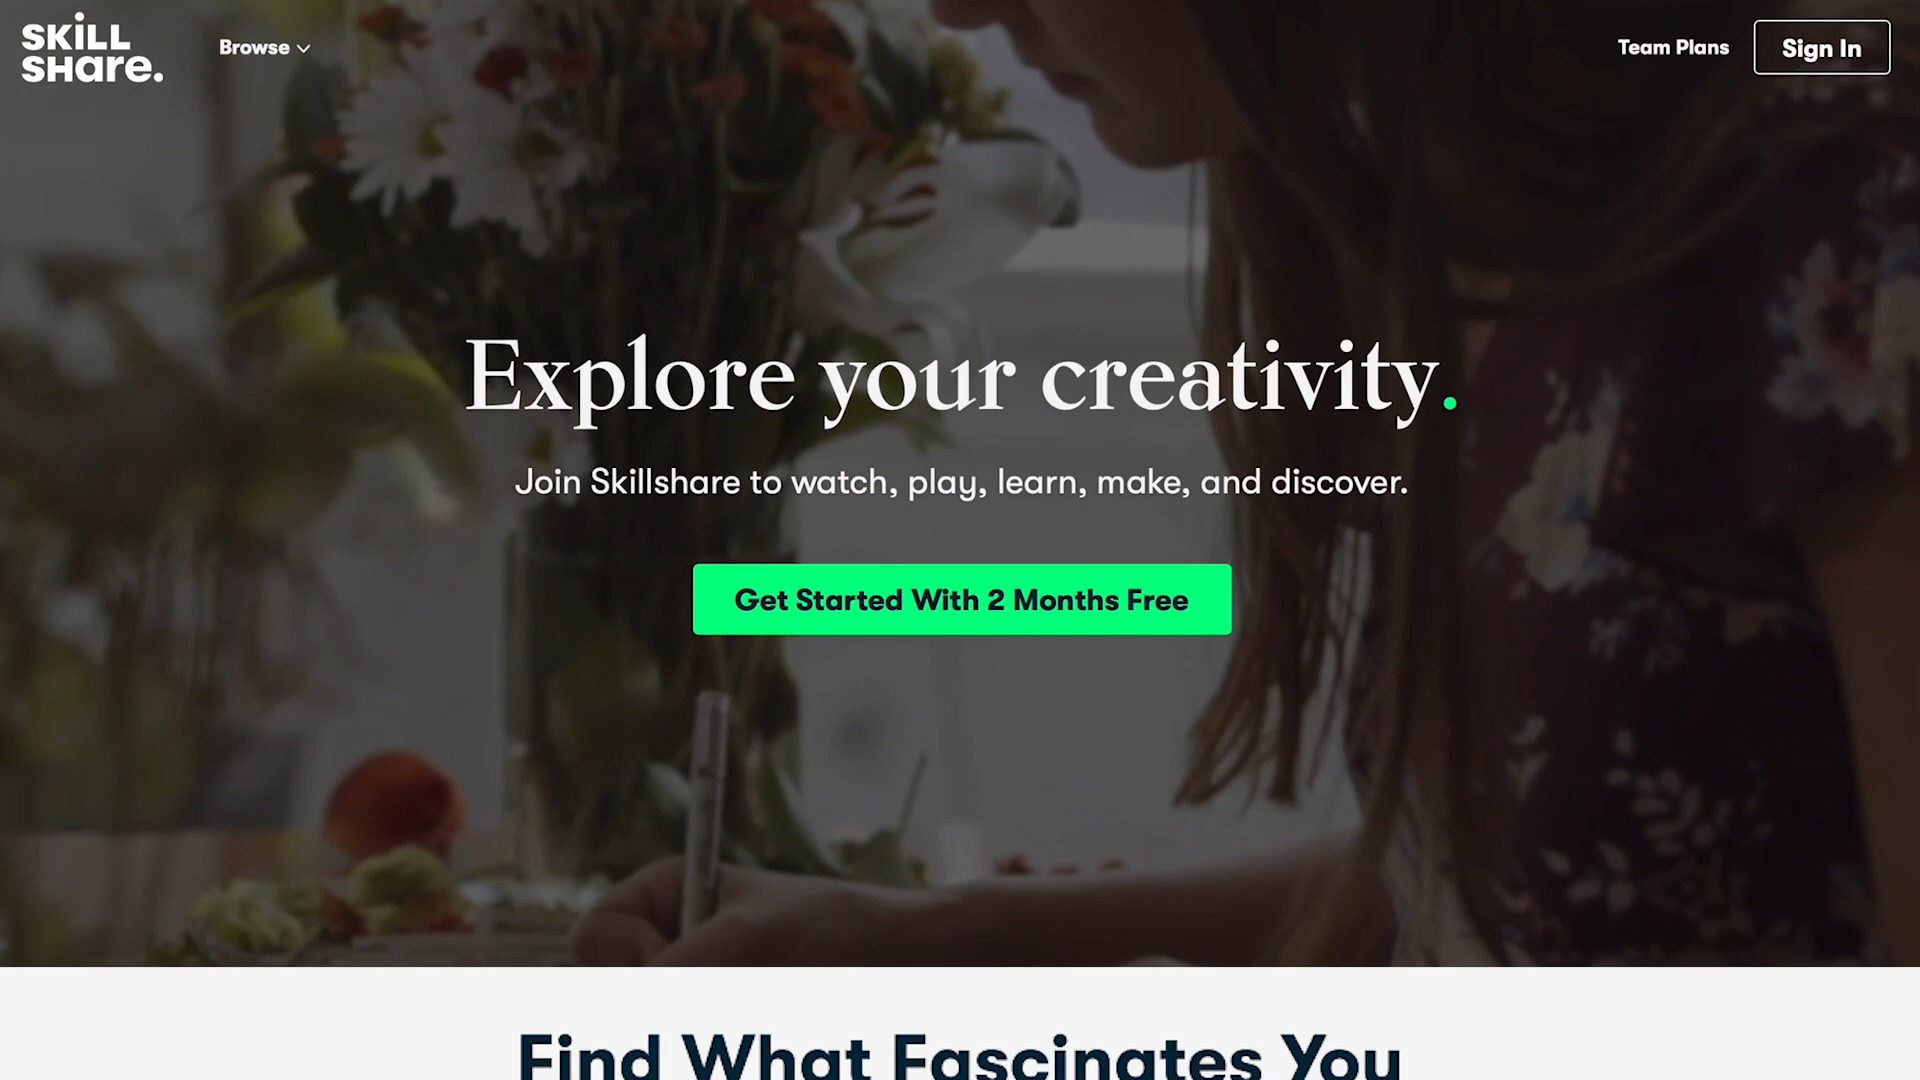 SKiLL
SHare.
Browse
Team Plans
Sign In
Explore your creativity.
Join Skillshare to watch, play, learn, make, and discover.
Get Started With 2 Months Free
Find What Fascinates You